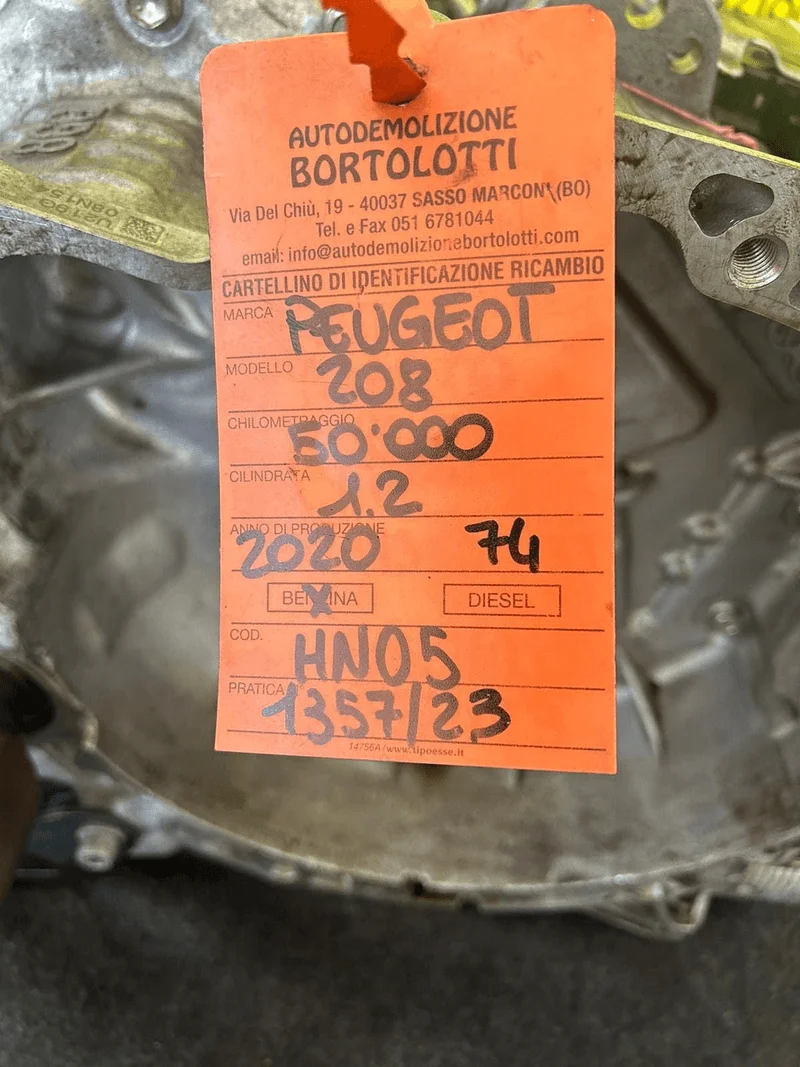 AUTODEMOLIZIONE
BORTOLOTTI
Via Del Chiù, 19 - 40037 SASSO MARCONI (BO)
Tel. e Fax 051 6781044
email: info@autodemolizionebortolotti.com
CARTELLINO DI IDENTIFICAZIONE RICAMBIO
MARCA PEUGEOT
MODELLO 208
CHILOMETRAGGIO 50'000
CILINDRATA 1.2
ANNO DI PRODUZIONE 2020 74
BENZINA X DIESEL
COD. HN05
PRATICA 1357/23
14756A / www.tipoesse.it